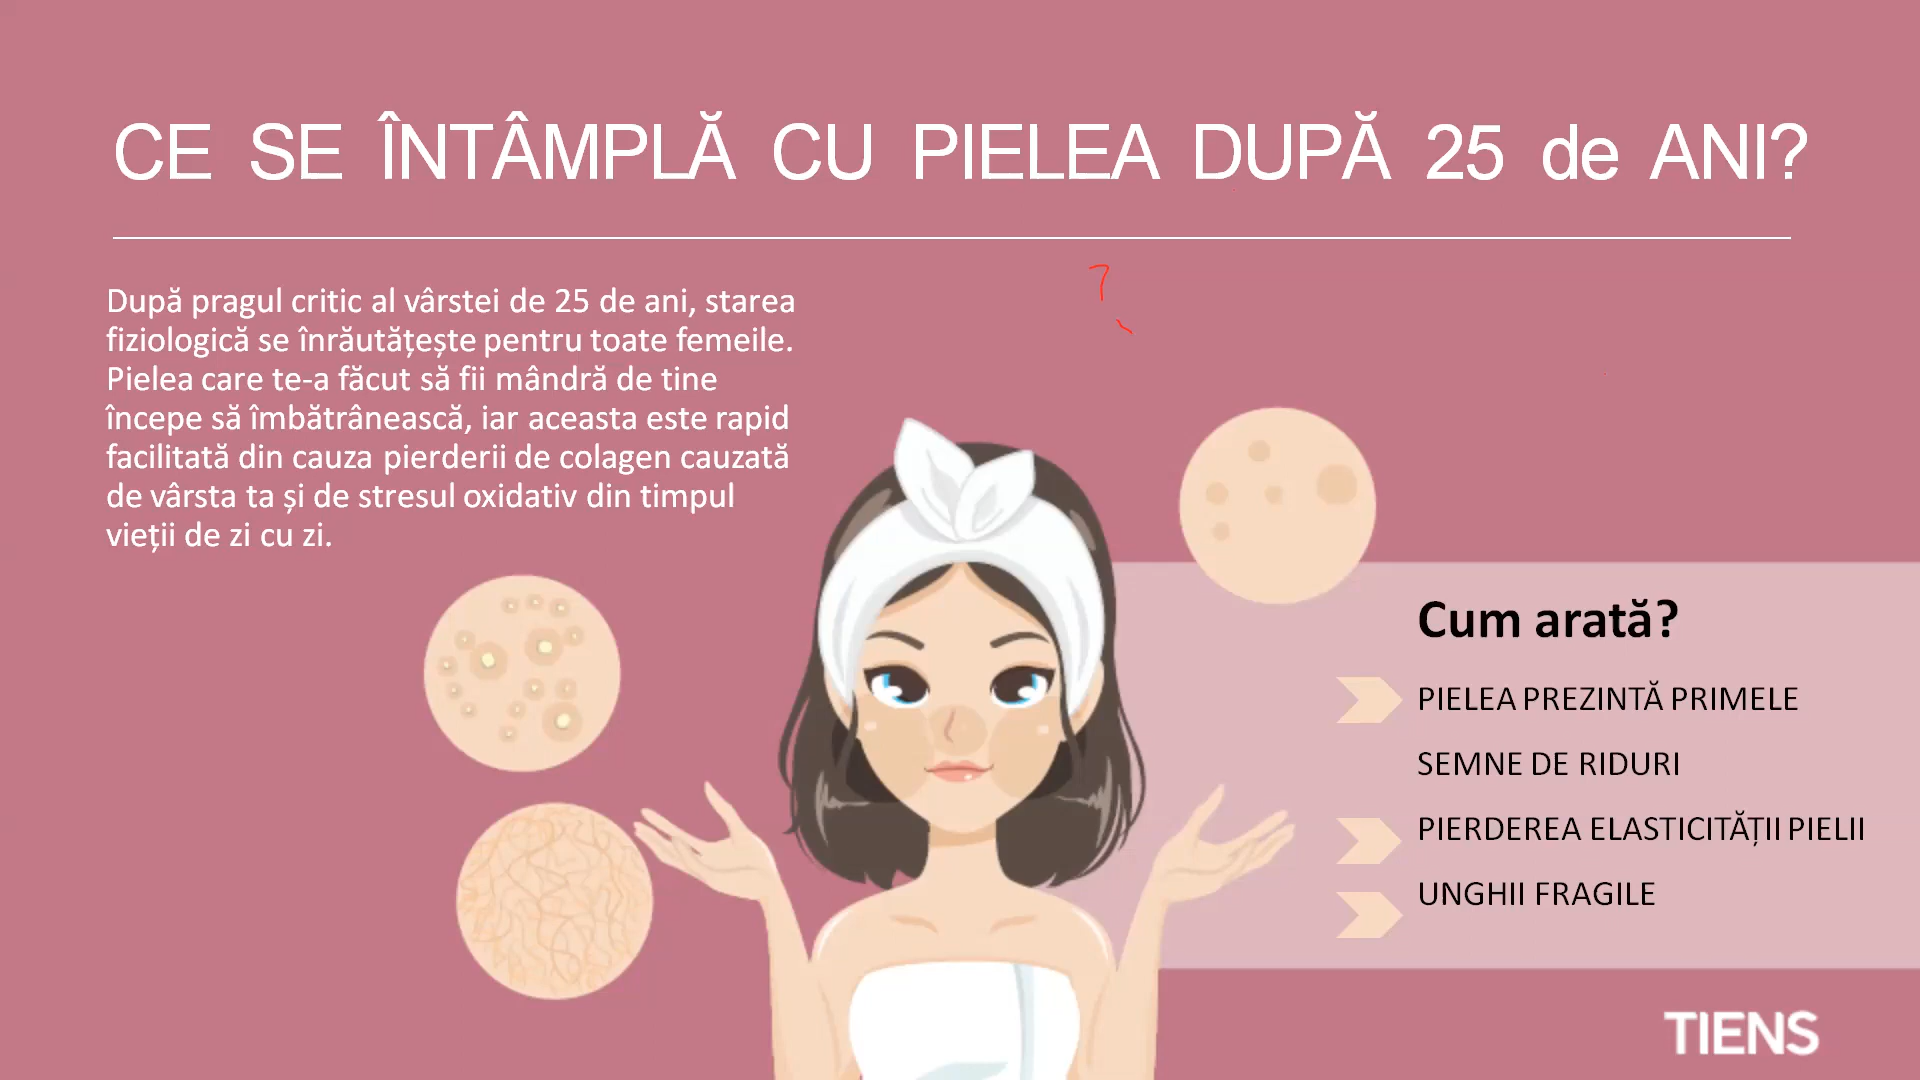 CE SE ÎNTÂMPLĂ CU PIELEA DUPĂ 25 de ANI?
După pragul critic al vârstei de 25 de ani, starea
fiziologică se înrăutățește pentru toate femeile.
Pielea care te-a făcut să fii mândră de tine
începe să îmbătrânească, iar aceasta este rapid
facilitată din cauza pierderii de colagen cauzată
de vârsta ta și de stresul oxidativ din timpul
vieții de zi cu zi.
Cum arată?
PIELEA PREZINTĂ PRIMELE
SEMNE DE RIDURI
PIERDEREA ELASTICITĂȚII PIELII
UNGHII FRAGILE
TIENS